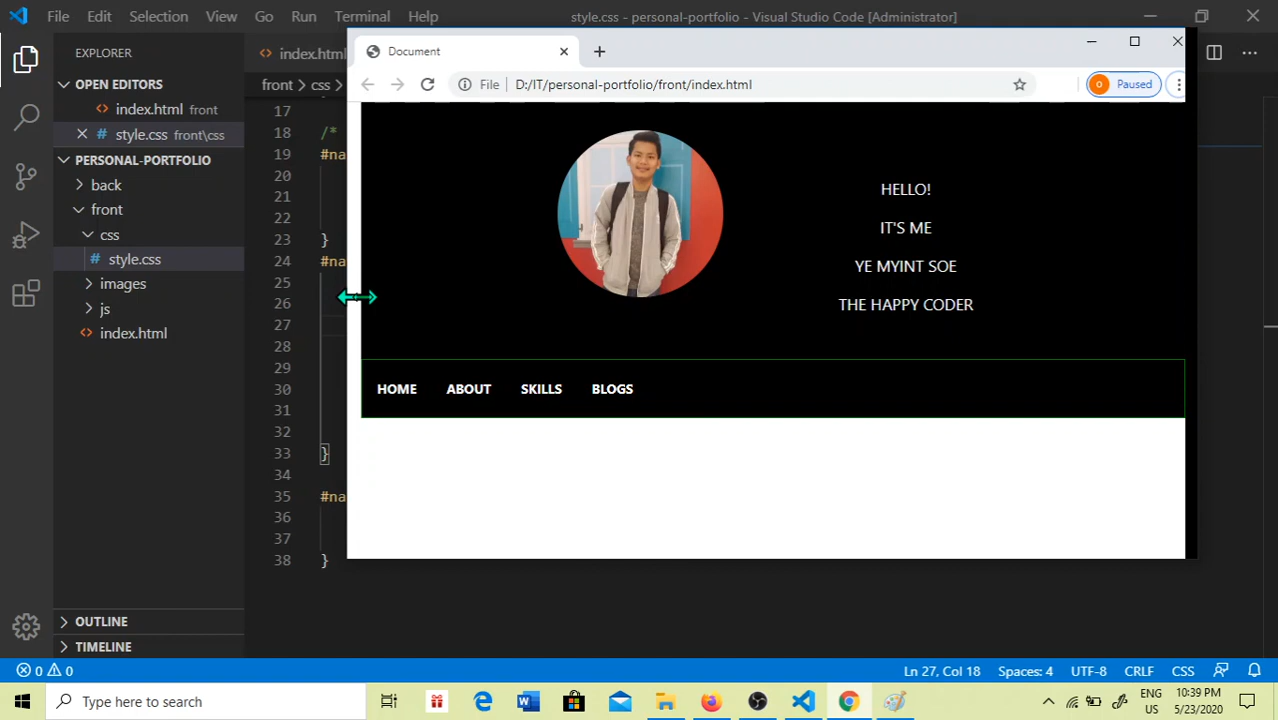 File Edit Selection View Go Run Terminal Help
style.css - personal-portfolio - Visual Studio Code [Administrator]
EXPLORER
OPEN EDITORS
index.html front
# style.css front\css
PERSONAL-PORTFOLIO
back
front
css
# style.css
images
js
index.html
OUTLINE
TIMELINE
index.html
front > css >
17
18 /*
19 #na
20
21
22
23 }
24 #na
25
26
27
28
29
30
31
32
33 }
34
35 #na
36
37
38 }
Document
File D:/IT/personal-portfolio/front/index.html
o Paused
HELLO!
IT'S ME
YE MYINT SOE
THE HAPPY CODER
HOME ABOUT SKILLS BLOGS
0 0
Ln 27, Col 18 Spaces: 4 UTF-8 CRLF CSS
Type here to search
ENG
US
10:39 PM
5/23/2020